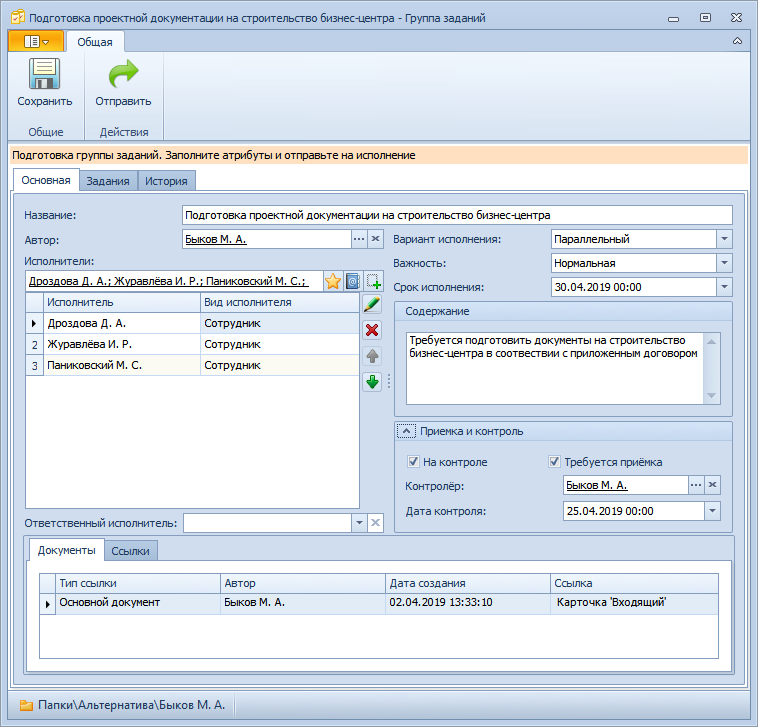 Подготовка проектной документации на строительство бизнес-центра - Группа заданий
Общая
Сохранить
Отправить
Общие
Действия
Подготовка группы заданий. Заполните атрибуты и отправьте на исполнение
Основная
Задания
История
Название:
Подготовка проектной документации на строительство бизнес-центра
Автор:
Быков М. А.
Вариант исполнения:
Параллельный
Исполнители:
Важность:
Нормальная
Дроздова Д. А.; Журавлёва И. Р.; Паниковский М. С.;
Срок исполнения:
30.04.2019 00:00
Исполнитель
Вид исполнителя
Дроздова Д. А.
Сотрудник
2
Журавлёва И. Р.
Сотрудник
3
Паниковский М. С.
Сотрудник
Содержание
Требуется подготовить документы на строительство
бизнес-центра в соотвествии с приложенным договором
Приемка и контроль
На контроле
Требуется приёмка
Контролёр:
Быков М. А.
Дата контроля:
25.04.2019 00:00
Ответственный исполнитель:
Документы
Ссылки
Тип ссылки
Автор
Дата создания
Ссылка
Основной документ
Быков М. А.
02.04.2019 13:33:10
Карточка 'Входящий'
Папки\Альтернатива\Быков М. А.